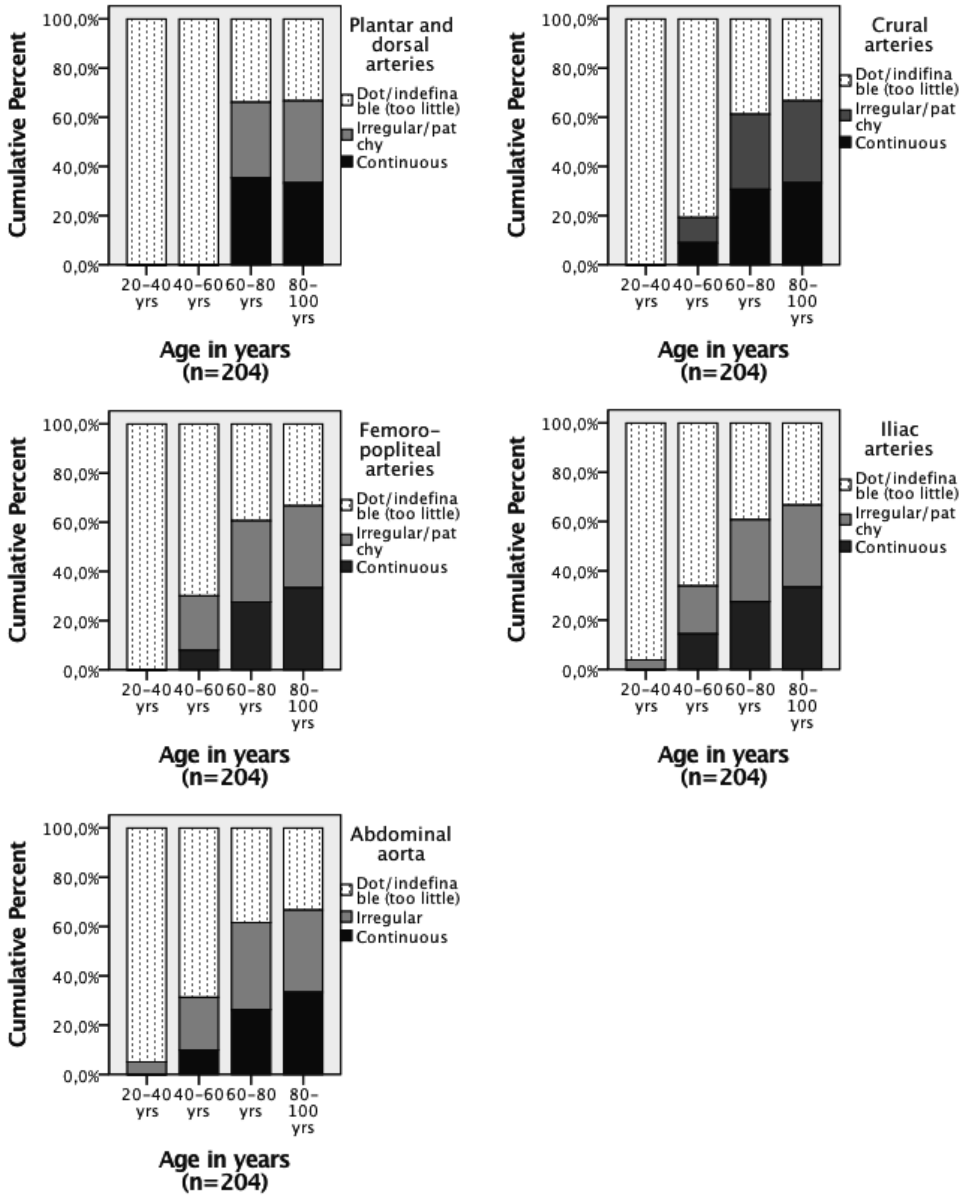 Plantar and
dorsal
arteries
Dot/indefina
ble (too little)
Irregular/pat
chy
Continuous
Cumulative Percent
100,0%
80,0%
60,0%
40,0%
20,0%
0,0%
20-40 40-60 60-80 80-
yrs yrs yrs 100
yrs
Age in years
(n=204)
Crural
arteries
Dot/indifina
ble (too little)
Irregular/pat
chy
Continuous
Cumulative Percent
100,0%
80,0%
60,0%
40,0%
20,0%
0,0%
20-40 40-60 60-80 80-
yrs yrs yrs 100
yrs
Age in years
(n=204)
Femoro-
popliteal
arteries
Dot/indefina
ble (too little)
Irregular/pat
chy
Continuous
Cumulative Percent
100,0%
80,0%
60,0%
40,0%
20,0%
0,0%
20-40 40-60 60-80 80-
yrs yrs yrs 100
yrs
Age in years
(n=204)
Iliac
arteries
Dot/indefina
ble (too little)
Irregular/pat
chy
Continuous
Cumulative Percent
100,0%
80,0%
60,0%
40,0%
20,0%
0,0%
20-40 40-60 60-80 80-
yrs yrs yrs 100
yrs
Age in years
(n=204)
Abdominal
aorta
Dot/indefina
ble (too little)
Irregular
Continuous
Cumulative Percent
100,0%
80,0%
60,0%
40,0%
20,0%
0,0%
20-40 40-60 60-80 80-
yrs yrs yrs 100
yrs
Age in years
(n=204)